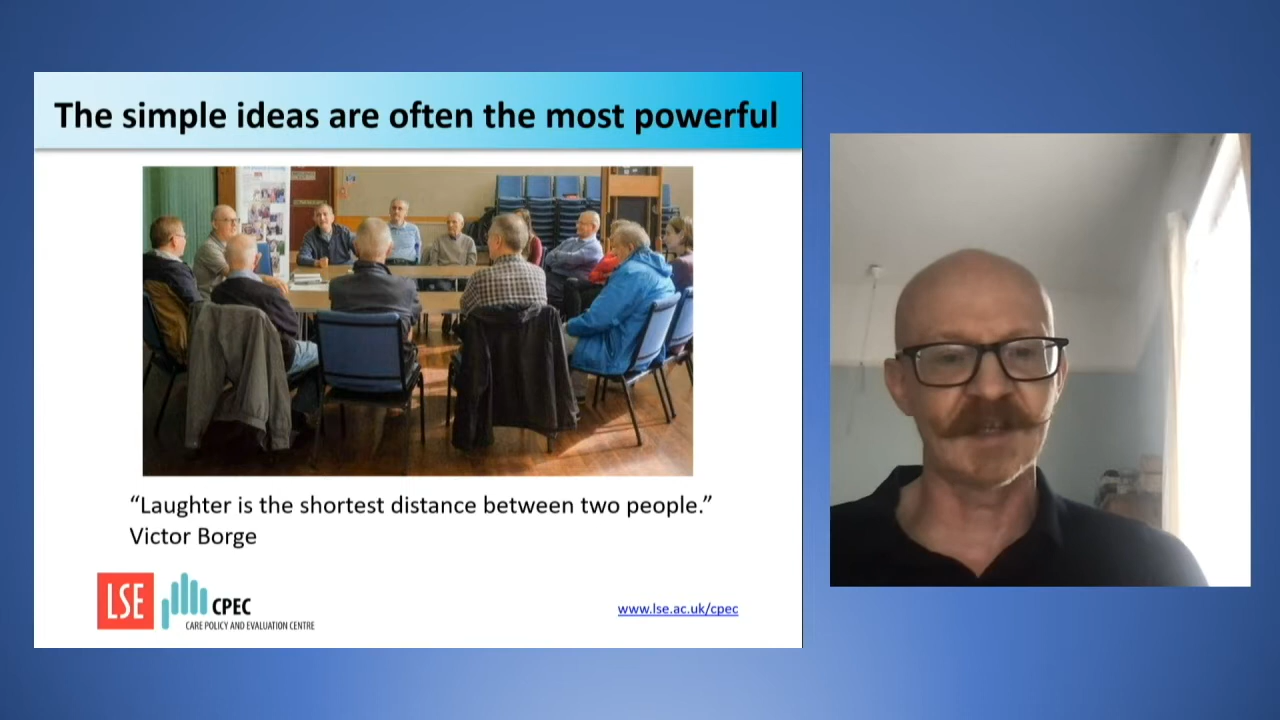 The simple ideas are often the most powerful
“Laughter is the shortest distance between two people.”
Victor Borge
LSE
CPEC
CARE POLICY AND EVALUATION CENTRE
www.lse.ac.uk/cpec